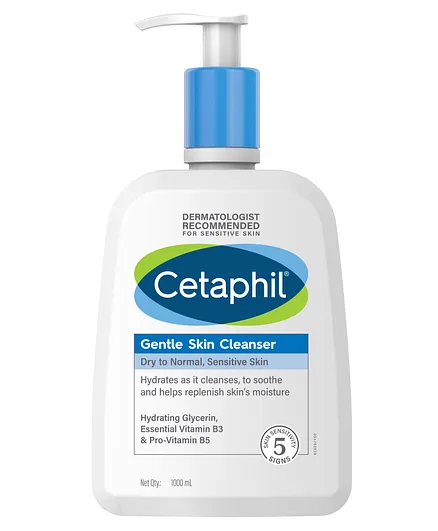 DERMATOLOGIST
RECOMMENDED
FOR SENSITIVE SKIN
Cetaphil®
Gentle Skin Cleanser
Dry to Normal, Sensitive Skin
Hydrates as it cleanses, to soothe
and helps replenish skin's moisture
Hydrating Glycerin,
Essential Vitamin B3
& Pro-Vitamin B5
SKIN SENSITIVITY
5
SIGNS
Net Qty.: 1000 mL